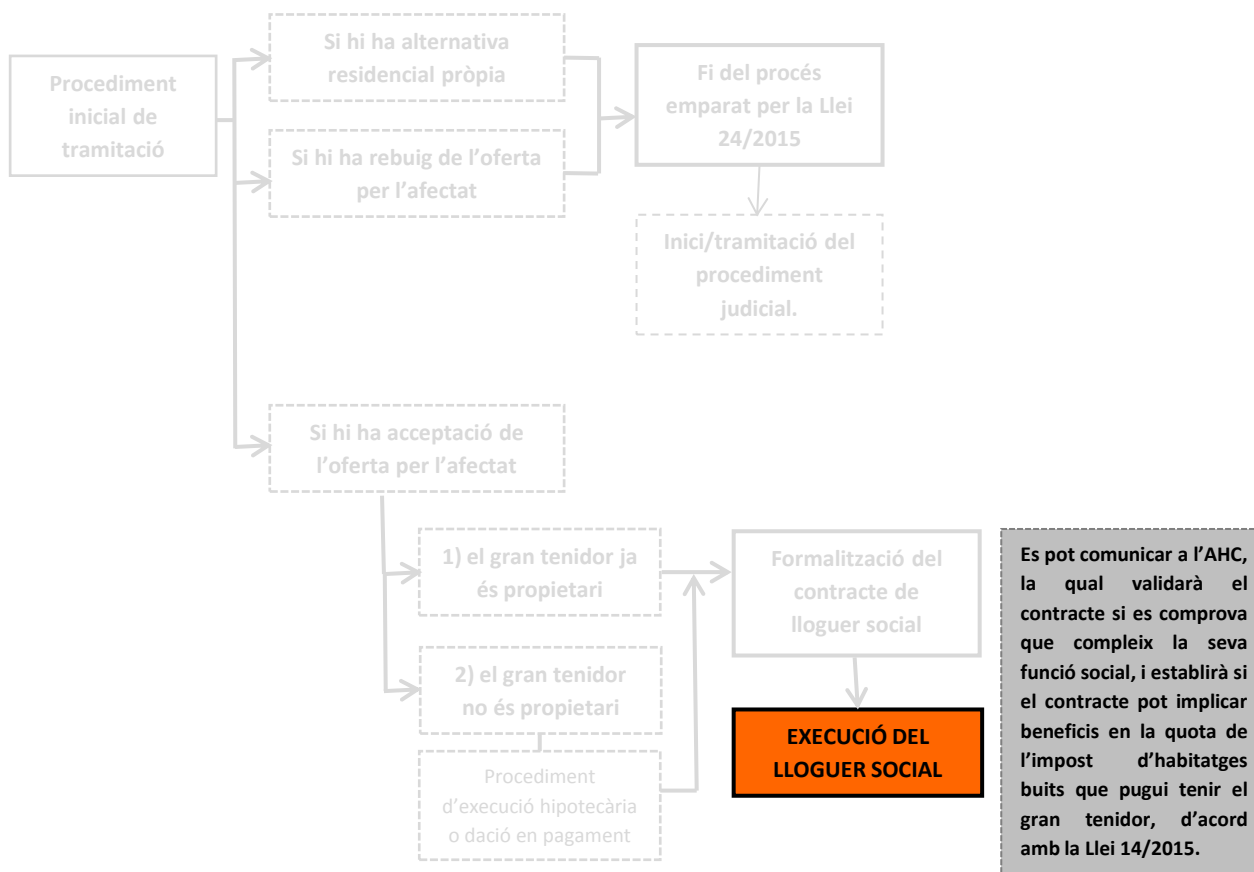 Procediment
inicial de
tramitació
Si hi ha alternativa
residencial pròpia
Si hi ha rebuig de l’oferta
per l’afectat
Fi del procés
emparat per la Llei
24/2015
Inici/tramitació del
procediment
judicial.
Si hi ha acceptació de
l’oferta per l’afectat
1) el gran tenidor ja
és propietari
2) el gran tenidor
no és propietari
Procediment
d’execució hipotecària
o dació en pagament
Formalització del
contracte de
lloguer social
EXECUCIÓ DEL
LLOGUER SOCIAL
Es pot comunicar a l’AHC,
la qual validarà el
contracte si es comprova
que compleix la seva
funció social, i establirà si
el contracte pot implicar
beneficis en la quota de
l’impost d’habitatges
buits que pugui tenir el
gran tenidor, d’acord
amb la Llei 14/2015.